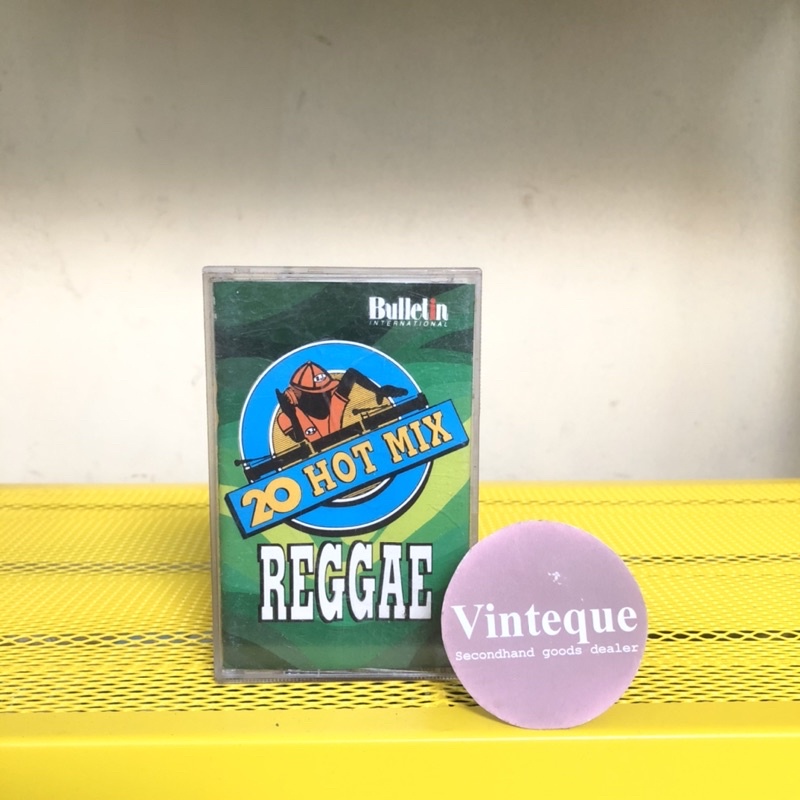 Bulletin
INTERNATIONAL
20 HOT MIX
REGGAE
Vinteque
Secondhand goods dealer